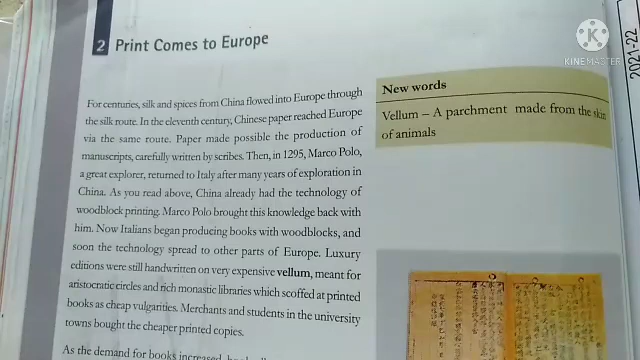 2 Print Comes to Europe
For centuries, silk and spices from China flowed into Europe through
the silk route. In the eleventh century, Chinese paper reached Europe
via the same route. Paper made possible the production of
manuscripts, carefully written by scribes. Then, in 1295, Marco Polo,
a great explorer, returned to Italy after many years of exploration in
China. As you read above, China already had the technology of
woodblock printing. Marco Polo brought this knowledge back with
him. Now Italians began producing books with woodblocks, and
soon the technology spread to other parts of Europe. Luxury
editions were still handwritten on very expensive vellum, meant for
aristocratic circles and rich monastic libraries which scoffed at printed
books as cheap vulgarities. Merchants and students in the university
towns bought the cheaper printed copies.
As the demand for books increased,
New words
Vellum – A parchment made from the skin
of animals
KINEMASTER
2021-22